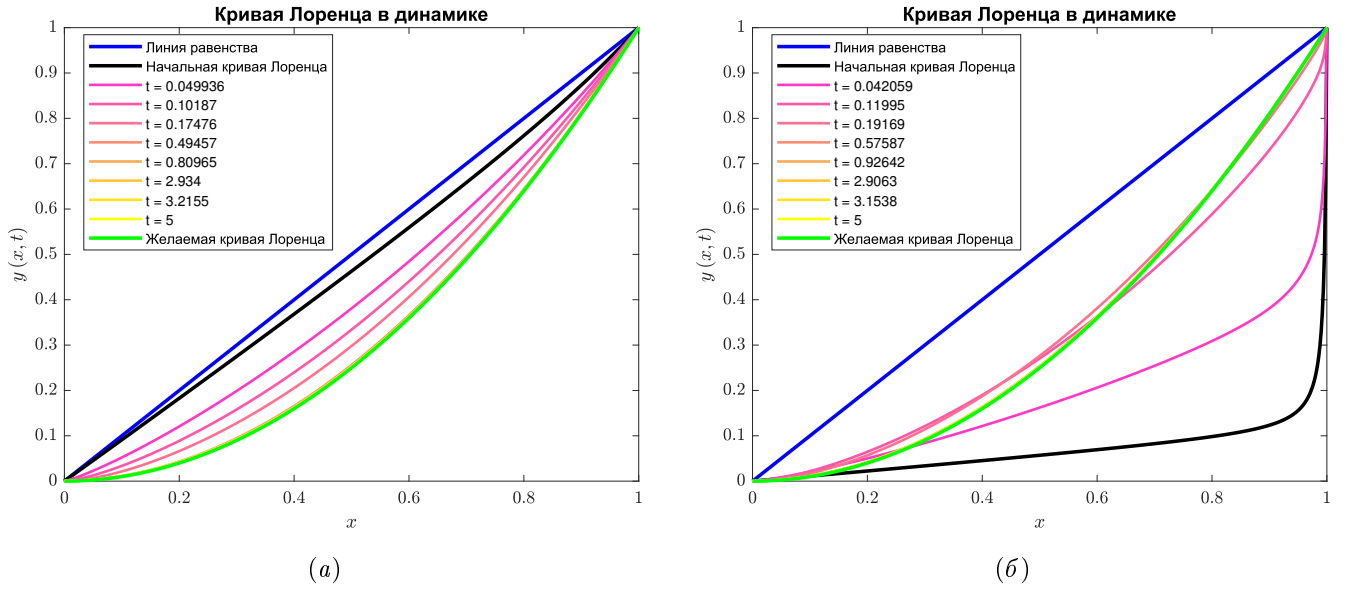 Кривая Лоренца в динамике
1
0.9
0.8
0.7
0.6
0.5
0.4
0.3
0.2
0.1
0
y (x, t)
Линия равенства
Начальная кривая Лоренца
t = 0.049936
t = 0.10187
t = 0.17476
t = 0.49457
t = 0.80965
t = 2.934
t = 3.2155
t = 5
Желаемая кривая Лоренца
0 0.2 0.4 0.6 0.8 1
x
(а)
Кривая Лоренца в динамике
1
0.9
0.8
0.7
0.6
0.5
0.4
0.3
0.2
0.1
0
y (x, t)
Линия равенства
Начальная кривая Лоренца
t = 0.042059
t = 0.11995
t = 0.19169
t = 0.57587
t = 0.92642
t = 2.9063
t = 3.1538
t = 5
Желаемая кривая Лоренца
0 0.2 0.4 0.6 0.8 1
x
(б)